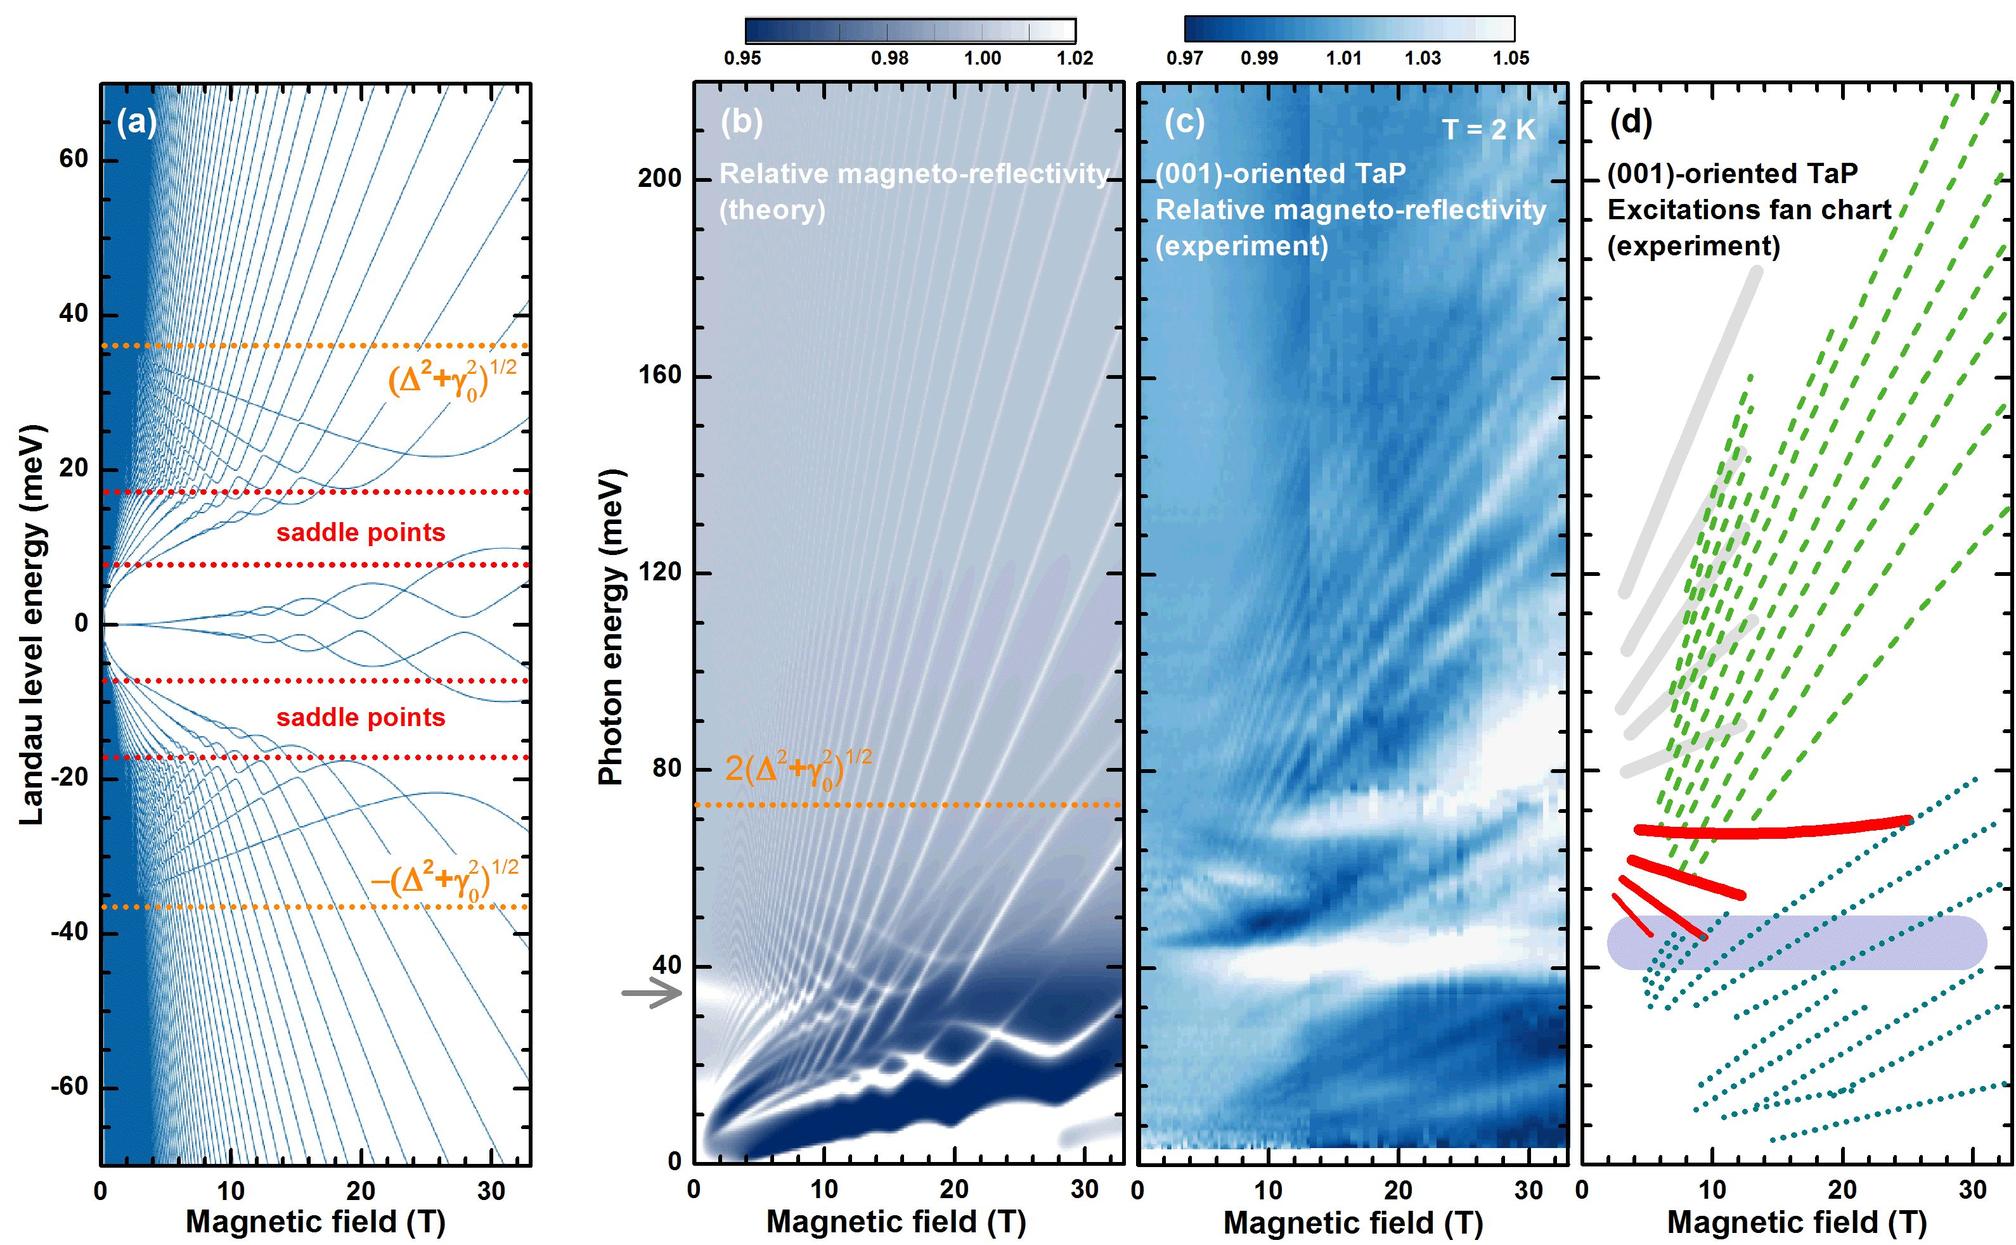 0.95 0.98 1.00 1.02
0.97 0.99 1.01 1.03 1.05
(a)
60
40
20
0
-20
-40
-60
Landau level energy (meV)
(Δ²+γ₀²)^1/2
saddle points
saddle points
−(Δ²+γ₀²)^1/2
0 10 20 30
Magnetic field (T)
(b)
Relative magneto-reflectivity
(theory)
200
160
120
80
40
0
Photon energy (meV)
2(Δ²+γ₀²)^1/2
0 10 20 30
Magnetic field (T)
(c)
T = 2 K
(001)-oriented TaP
Relative magneto-reflectivity
(experiment)
0 10 20 30
Magnetic field (T)
(d)
(001)-oriented TaP
Excitations fan chart
(experiment)
0 10 20 30
Magnetic field (T)